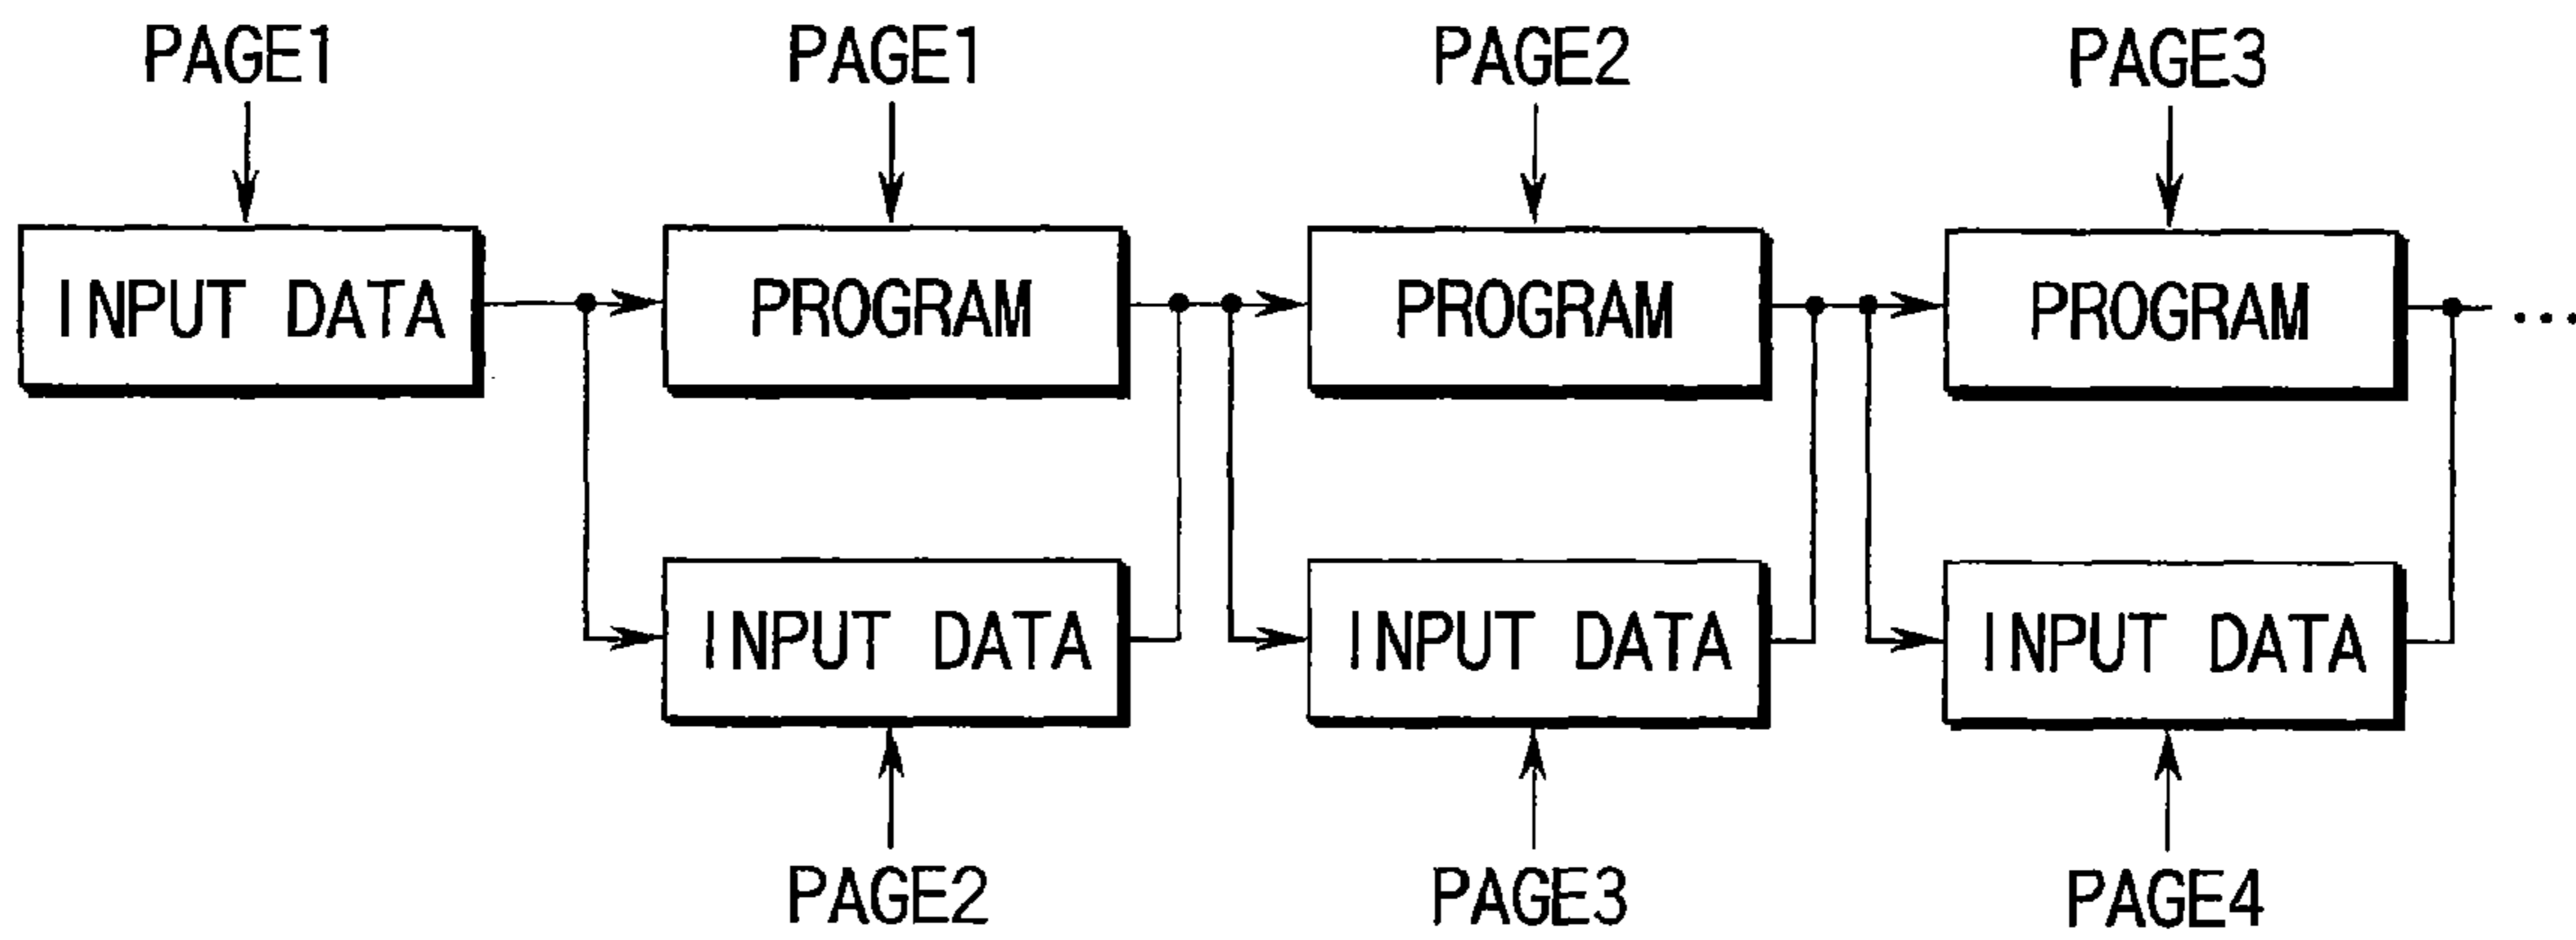 PAGE1 PAGE1 PAGE2 PAGE3
INPUT DATA PROGRAM PROGRAM PROGRAM ...
INPUT DATA INPUT DATA INPUT DATA
PAGE2 PAGE3 PAGE4